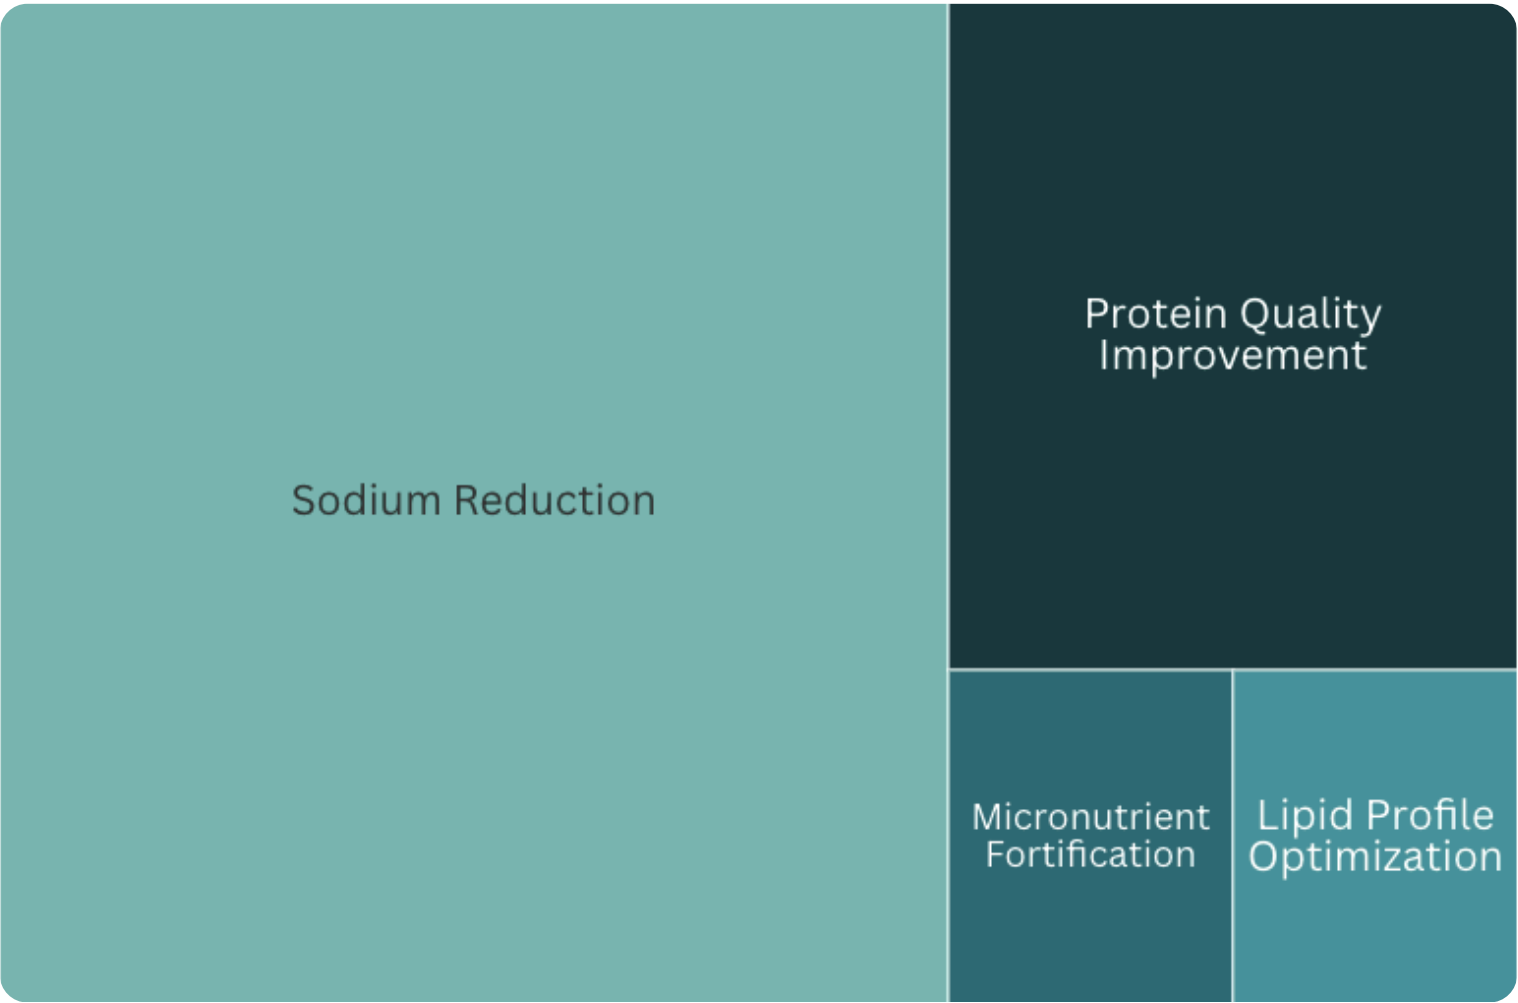 Sodium Reduction
Protein Quality
Improvement
Micronutrient
Fortification
Lipid Profile
Optimization